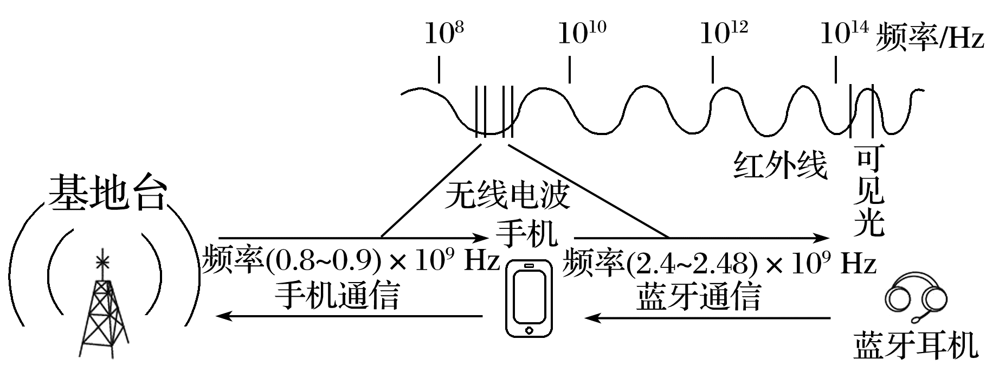 10⁸ 10¹⁰ 10¹² 10¹⁴ 频率/Hz
红外线
可见光
基地台
无线电波
手机
频率(0.8~0.9)×10⁹ Hz
手机通信
频率(2.4~2.48)×10⁹ Hz
蓝牙通信
蓝牙耳机